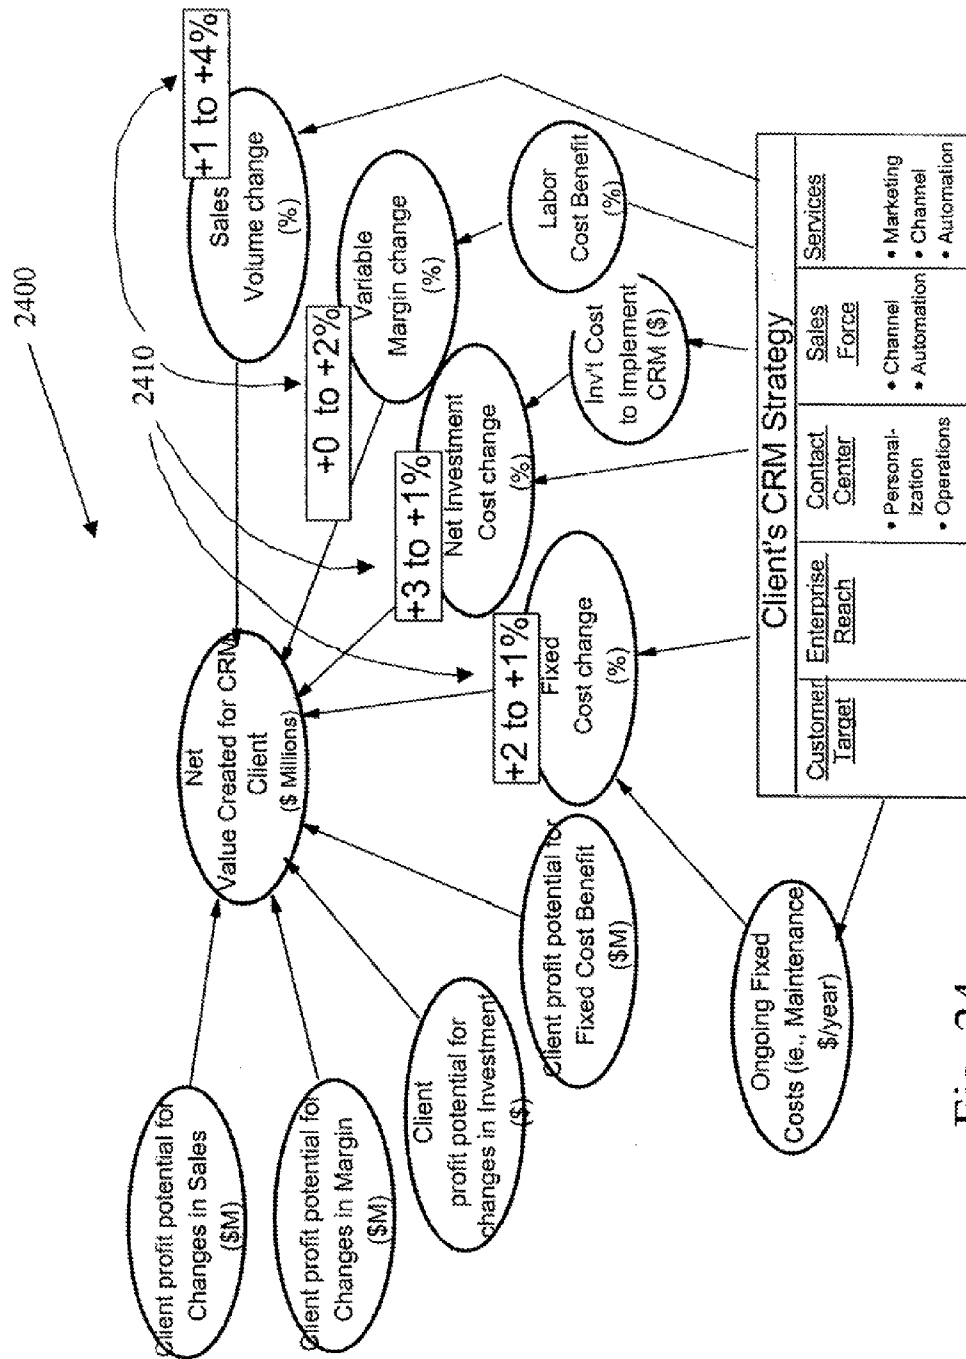 2400
2410
+1 to +4%
Sales
Volume change
(%)
+0 to +2%
Variable
Margin change
(%)
+3 to +1%
Net Investment
Cost change
(%)
+2 to +1%
Fixed
Cost change
(%)
Labor
Cost Benefit
(%)
Inv't Cost
to Implement
CRM ($)
Net
Value Created for CRM
Client
($ Millions)
Client profit potential for
Changes in Sales
($M)
Client profit potential for
Changes in Margin
($M)
Client
profit potential for
changes in Investment
($)
Client profit potential for
Fixed Cost Benefit
($M)
Ongoing Fixed
Costs (ie., Maintenance
$/year)
Client's CRM Strategy
Customer
Target
Enterprise
Reach
Contact
Center
• Personal-
ization
• Operations
Sales
Force
• Channel
• Automation
Services
• Marketing
• Channel
• Automation